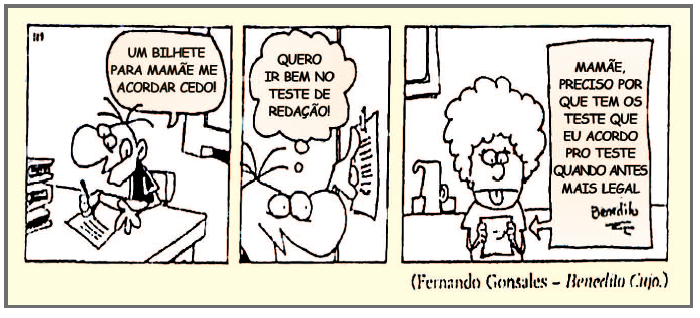 UM BILHETE
PARA MAMÃE ME
ACORDAR CEDO!
QUERO
IR BEM NO
TESTE DE
REDAÇÃO!
MAMÃE,
PRECISO POR
QUE TEM OS
TESTE QUE
EU ACORDO
PRO TESTE
QUANDO ANTES
MAIS LEGAL
Benedito
(Fernando Gonsales – Benedito Cujo.)